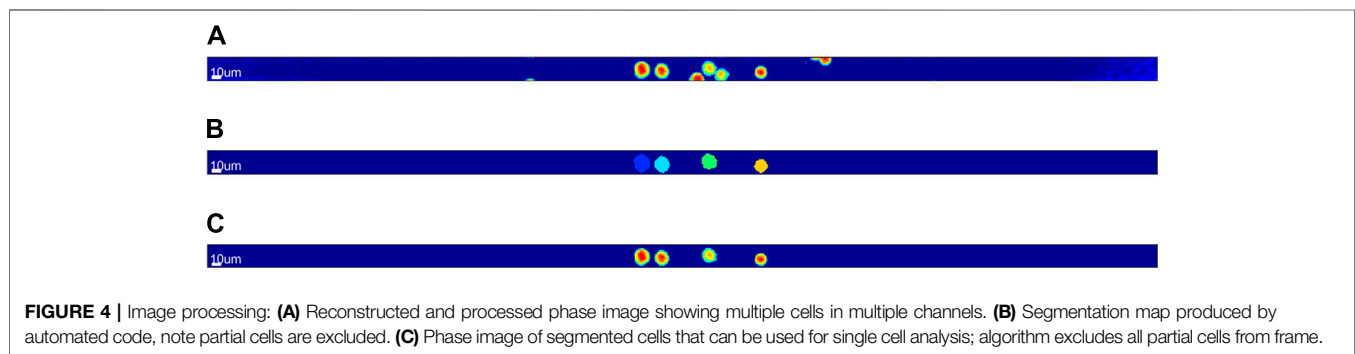 A
10um
B
10um
C
10um
FIGURE 4 | Image processing: (A) Reconstructed and processed phase image showing multiple cells in multiple channels. (B) Segmentation map produced by
automated code, note partial cells are excluded. (C) Phase image of segmented cells that can be used for single cell analysis; algorithm excludes all partial cells from frame.